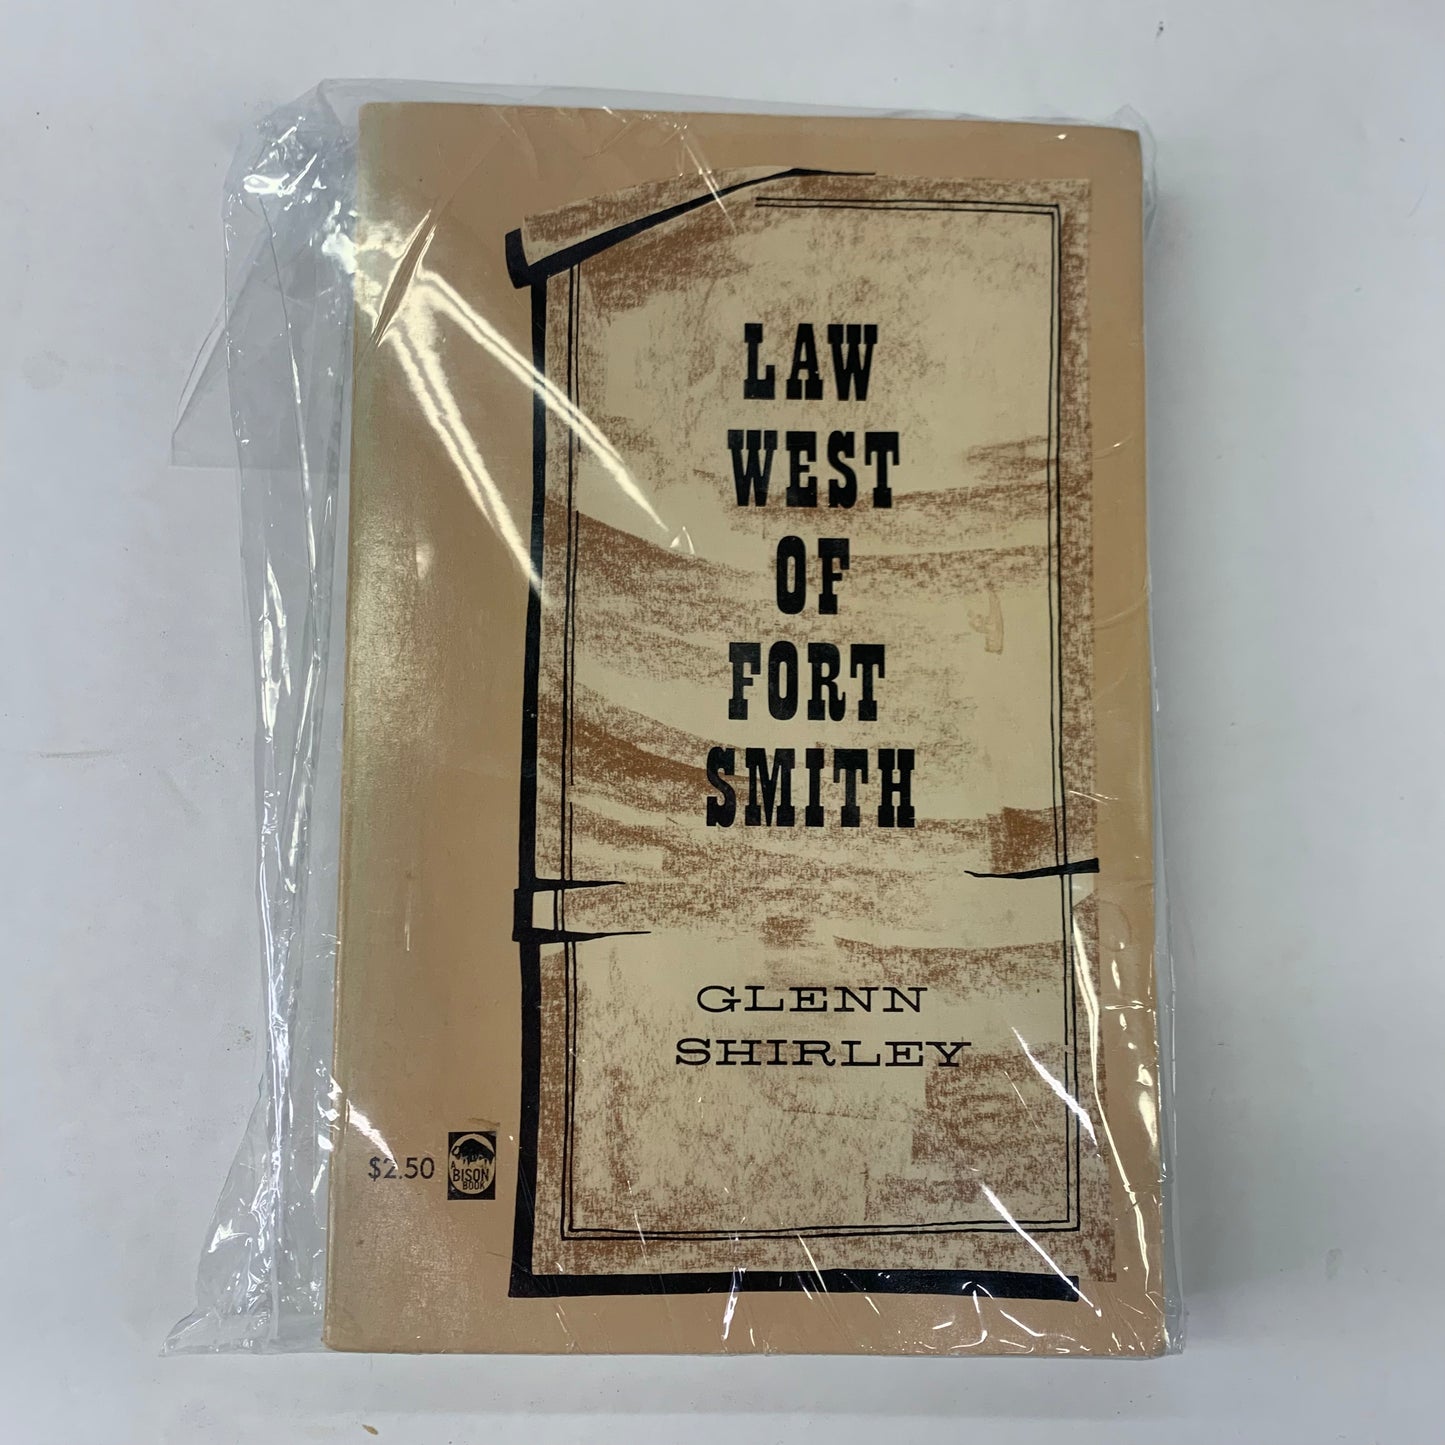 LAW
WEST
OF
FORT
SMITH
GLENN
SHIRLEY
$2.50
A
BISON
BOOK